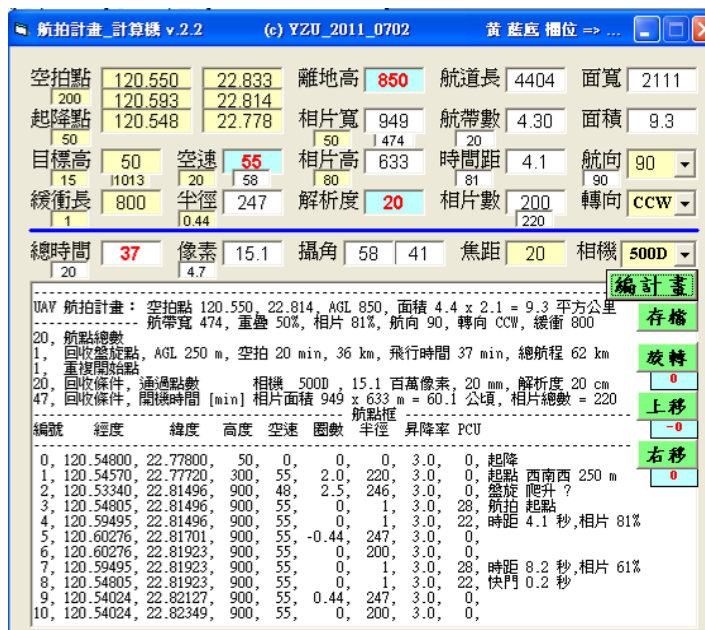 航拍計畫_計算機 v.2.2 (c) YZU_2011_0702 黃 藍底 欄位 => ...
空拍點 120.550 22.833 離地高 850 航道長 4404 面寬 2111
200 120.593 22.814
起降點 120.548 22.778 相片寬 949 航帶數 4.30 面積 9.3
50 50 474 20
目標高 50 空速 55 相片高 633 時間距 4.1 航向 90
15 1013 20 58 80 81 90
緩衝長 800 半徑 247 解析度 20 相片數 200 轉向 CCW
1 0.44 220
總時間 37 像素 15.1 攝角 58 41 焦距 20 相機 500D
20 4.7
編計畫
存檔
旋轉
0
上移
-0
右移
0
UAV 航拍計畫： 空拍點 120.550, 22.814, AGL 850, 面積 4.4 x 2.1 = 9.3 平方公里
------------- 航帶寬 474, 重疊 50%, 相片 81%, 航向 90, 轉向 CCW, 緩衝 800
20, 航點總數
1, 回收盤旋點, AGL 250 m, 空拍 20 min, 36 km, 飛行時間 37 min, 總航程 62 km
1, 重複開始點
20, 回收條件, 通過點數 相機 500D , 15.1 百萬像素, 20 mm, 解析度 20 cm
47, 回收條件, 開機時間 [min] 相片面積 949 x 633 m = 60.1 公頃, 相片總數 = 220
航點框
編號 經度 緯度 高度 空速 圈數 半徑 昇降率 PCU
0, 120.54800, 22.77800, 50, 0, 0, 0, 3.0, 0, 起降
1, 120.54570, 22.77720, 300, 55, 2.0, 220, 3.0, 0, 起點 西南西 250 m
2, 120.53340, 22.81496, 900, 48, 2.5, 246, 3.0, 0, 盤旋 爬升 ?
3, 120.54805, 22.81496, 900, 55, 0, 1, 3.0, 28, 航拍 起點
4, 120.59495, 22.81496, 900, 55, 0, 1, 3.0, 22, 時距 4.1 秒,相片 81%
5, 120.60276, 22.81701, 900, 55, -0.44, 247, 3.0, 0,
6, 120.60276, 22.81923, 900, 55, 0, 200, 3.0, 0,
7, 120.59495, 22.81923, 900, 55, 0, 1, 3.0, 28, 時距 8.2 秒,相片 61%
8, 120.54805, 22.81923, 900, 55, 0, 1, 3.0, 22, 快門 0.2 秒
9, 120.54024, 22.82127, 900, 55, 0.44, 247, 3.0, 0,
10, 120.54024, 22.82349, 900, 55, 0, 200, 3.0, 0,